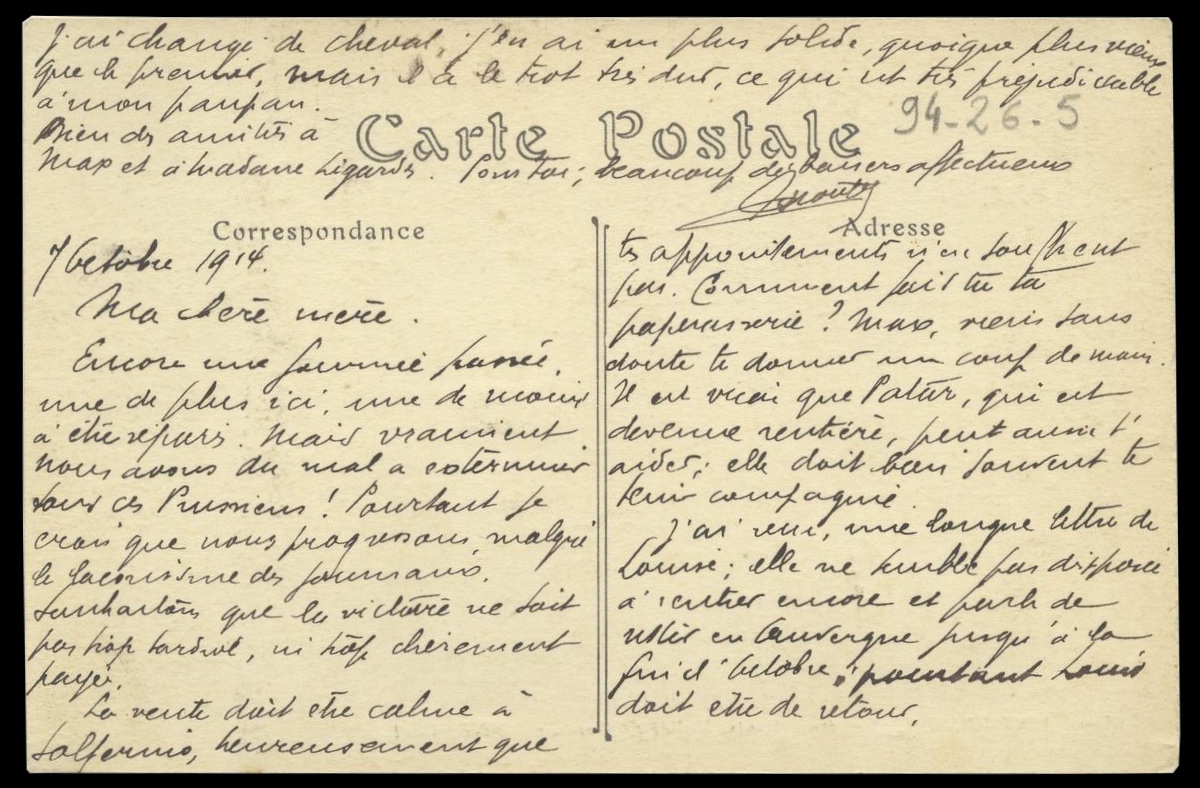 J'ai changé de cheval, j'en ai un plus solide, quoique plus vieux
que le premier, mais il a le trot très dur, ce qui est très préjudiciable
à mon panpan.
Bien des amitiés à
Max et à Madame Ligardés. Pour toi, beaucoup de baisers affectueux
94-26-5
Carte Postale
Correspondance
7 Octobre 1914.
Ma chère mère.
Encore une journée passée,
une de plus ici, une de moins
à être séparés. Mais vraiment
nous avons du mal a exterminer
tous ces Prussiens ! Pourtant je
crois que nous progressons, malgré
le laconisme des journaux.
Souhaitons que la victoire ne soit
pas trop tardive, ni trop chèrement
payée.
La vente doit être calme à
Solférino, heureusement que
Adresse
tes appointements n'en souffrent
pas. Comment fais tu ta
paperasserie ? Max, viens sans
doute te donner un coup de main.
Il est vrai que, qui est
devenue rentière, peut aussi t'
aider ; elle doit bien souvent te
tenir compagnie.
J'ai reçu, une longue lettre de
Louise ; elle ne semble pas disposée
à rentrer encore et parle de
rester en Auvergne jusqu'à la
fin d'Octobre ; pourtant Louis
doit être de retour.